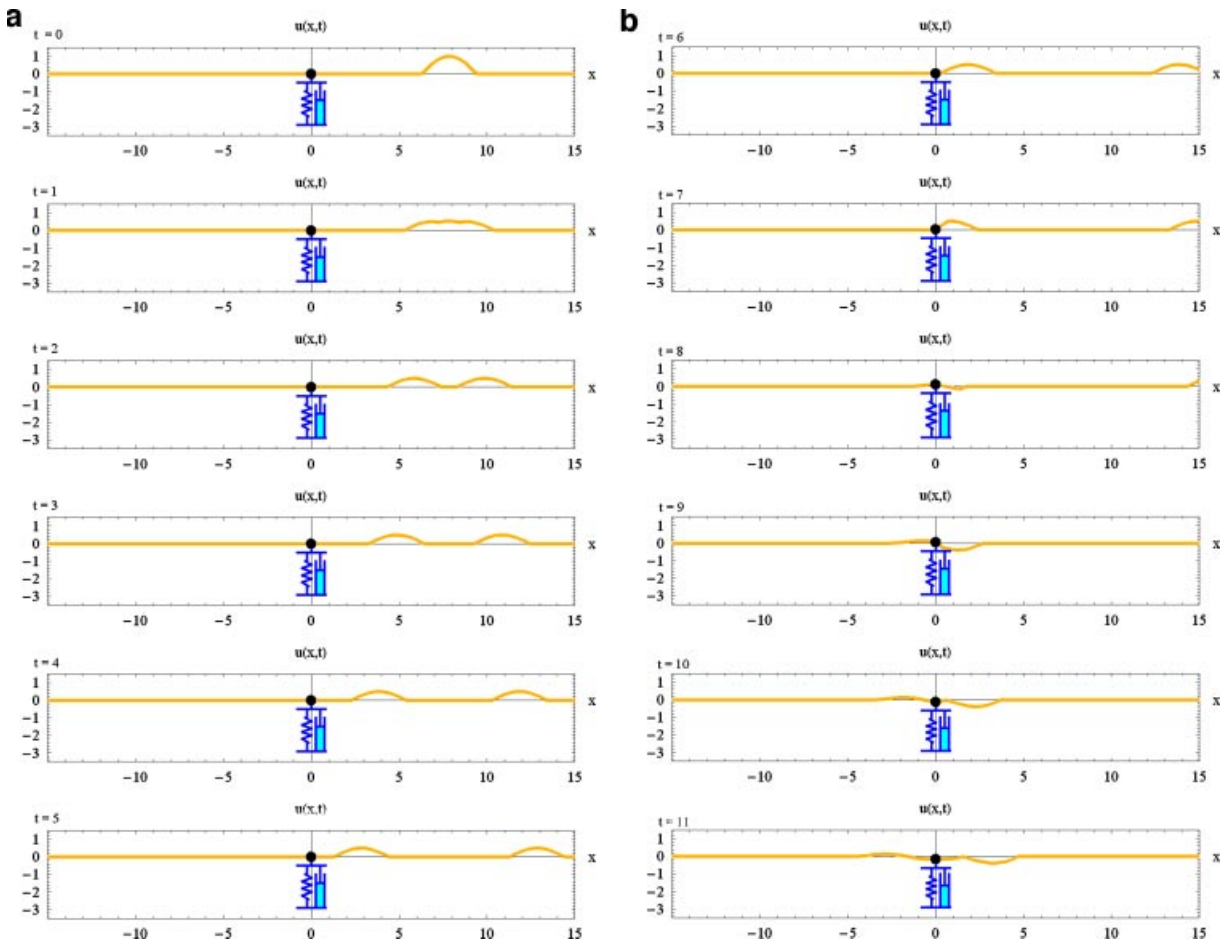 a
u(x,t)
t = 0
1
0
−1
−2
−3
x
−10 −5 0 5 10 15
u(x,t)
t = 1
1
0
−1
−2
−3
x
−10 −5 0 5 10 15
u(x,t)
t = 2
1
0
−1
−2
−3
x
−10 −5 0 5 10 15
u(x,t)
t = 3
1
0
−1
−2
−3
x
−10 −5 0 5 10 15
u(x,t)
t = 4
1
0
−1
−2
−3
x
−10 −5 0 5 10 15
u(x,t)
t = 5
1
0
−1
−2
−3
x
−10 −5 0 5 10 15
b
u(x,t)
t = 6
1
0
−1
−2
−3
x
−10 −5 0 5 10 15
u(x,t)
t = 7
1
0
−1
−2
−3
x
−10 −5 0 5 10 15
u(x,t)
t = 8
1
0
−1
−2
−3
x
−10 −5 0 5 10 15
u(x,t)
t = 9
1
0
−1
−2
−3
x
−10 −5 0 5 10 15
u(x,t)
t = 10
1
0
−1
−2
−3
x
−10 −5 0 5 10 15
u(x,t)
t = 11
1
0
−1
−2
−3
x
−10 −5 0 5 10 15